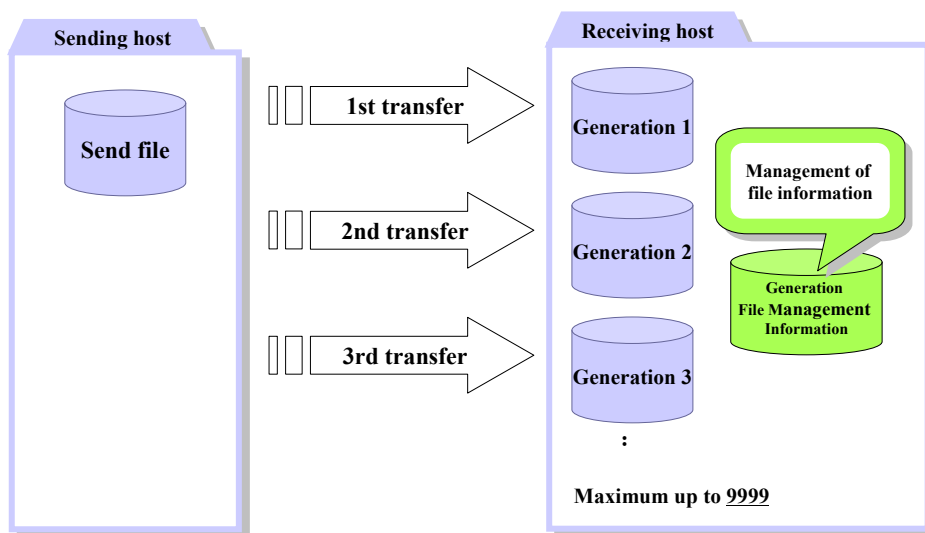 Sending host
Send file
1st transfer
2nd transfer
3rd transfer
Receiving host
Generation 1
Generation 2
Generation 3
:
Maximum up to 9999
Management of
file information
Generation
File Management
Information